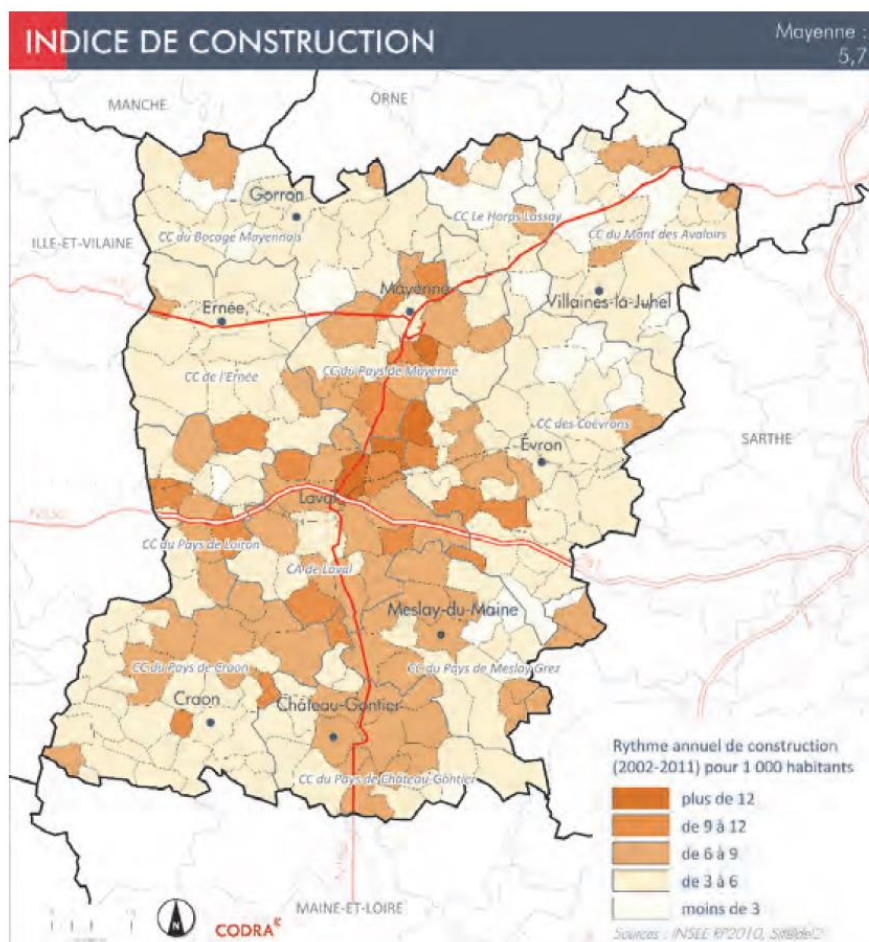 INDICE DE CONSTRUCTION
Mayenne :
5,7
MANCHE
ORNE
Gorron
CC du Bocage Mayennais
CC Le Horps Lassay
CC du Mont des Avaloirs
ILLE-ET-VILAINE
Mayenne
Villaines-la-Juhel
Ernée
CC de l'Ernée
CC du Pays de Mayenne
CC des Coëvrons
SARTHE
Évron
Laval
CC du Pays de Loiron
CA de Laval
Meslay-du-Maine
CC du Pays de Craon
CC du Pays de Meslay Grez
Craon
Château-Gontier
CC du Pays de Château Gontier
Rythme annuel de construction
(2002-2011) pour 1 000 habitants
plus de 12
de 9 à 12
de 6 à 9
de 3 à 6
moins de 3
MAINE-ET-LOIRE
N
CODRA
Sources : INSEE RP2010, Sit@del2